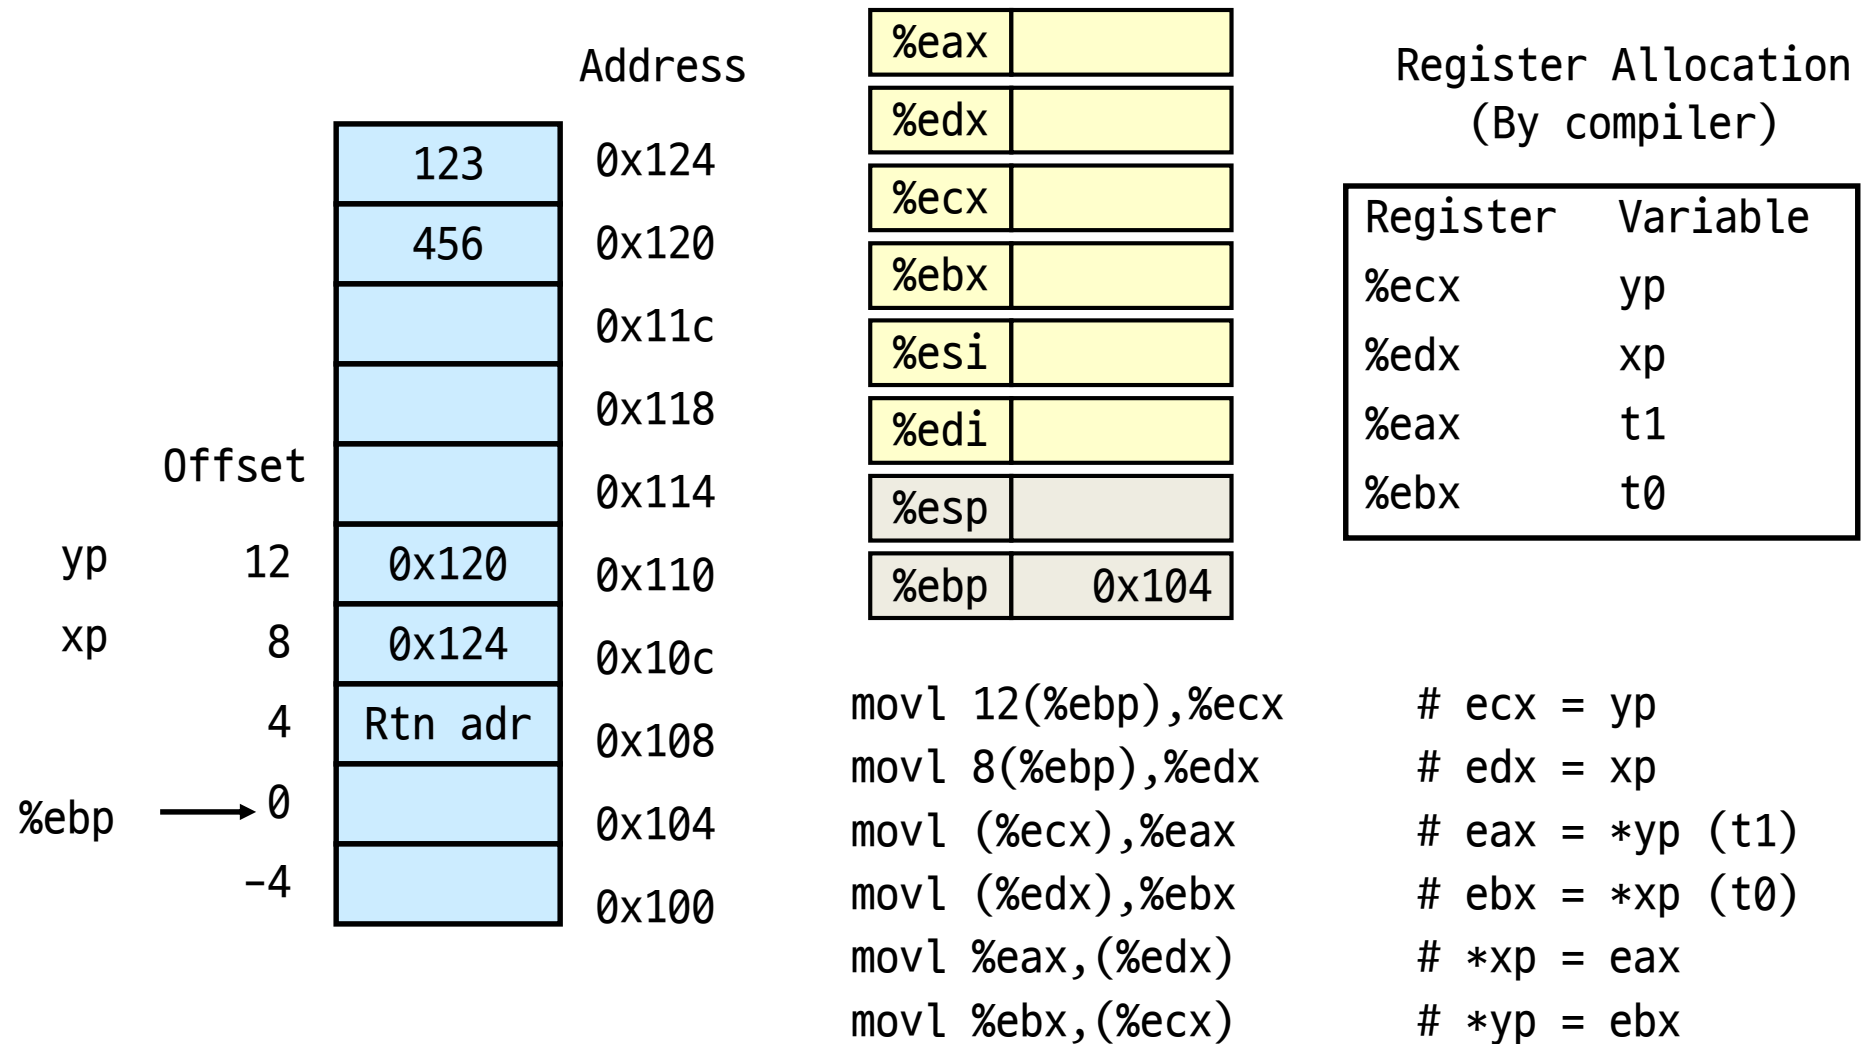 Address
123 0x124
456 0x120
0x11c
0x118
Offset 0x114
yp 12 0x120 0x110
xp 8 0x124 0x10c
4 Rtn adr 0x108
%ebp 0 0x104
-4 0x100
%eax
%edx
%ecx
%ebx
%esi
%edi
%esp
%ebp 0x104
Register Allocation
(By compiler)
Register Variable
%ecx yp
%edx xp
%eax t1
%ebx t0
movl 12(%ebp),%ecx # ecx = yp
movl 8(%ebp),%edx # edx = xp
movl (%ecx),%eax # eax = *yp (t1)
movl (%edx),%ebx # ebx = *xp (t0)
movl %eax,(%edx) # *xp = eax
movl %ebx,(%ecx) # *yp = ebx